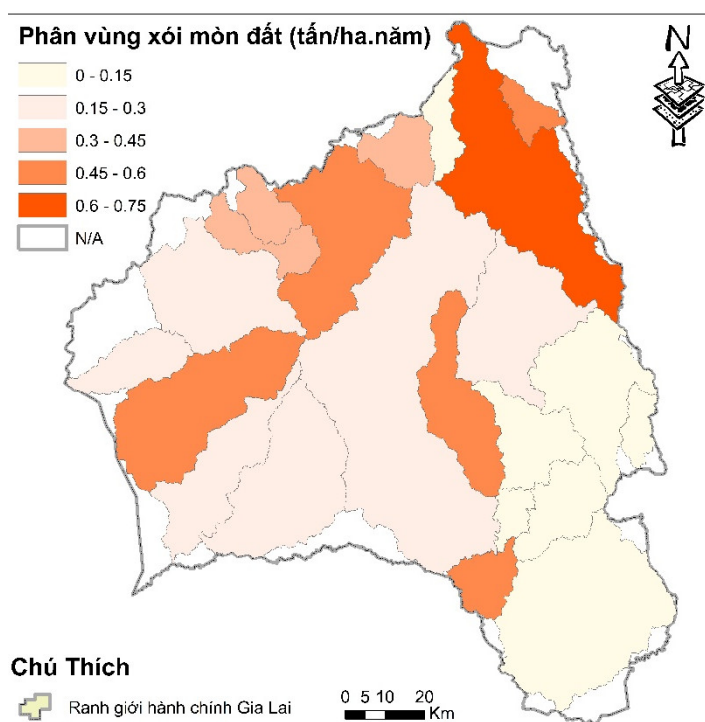 Phân vùng xói mòn đất (tấn/ha.năm)
0 - 0.15
0.15 - 0.3
0.3 - 0.45
0.45 - 0.6
0.6 - 0.75
N/A
N
Chú Thích
Ranh giới hành chính Gia Lai
0 5 10 20
Km